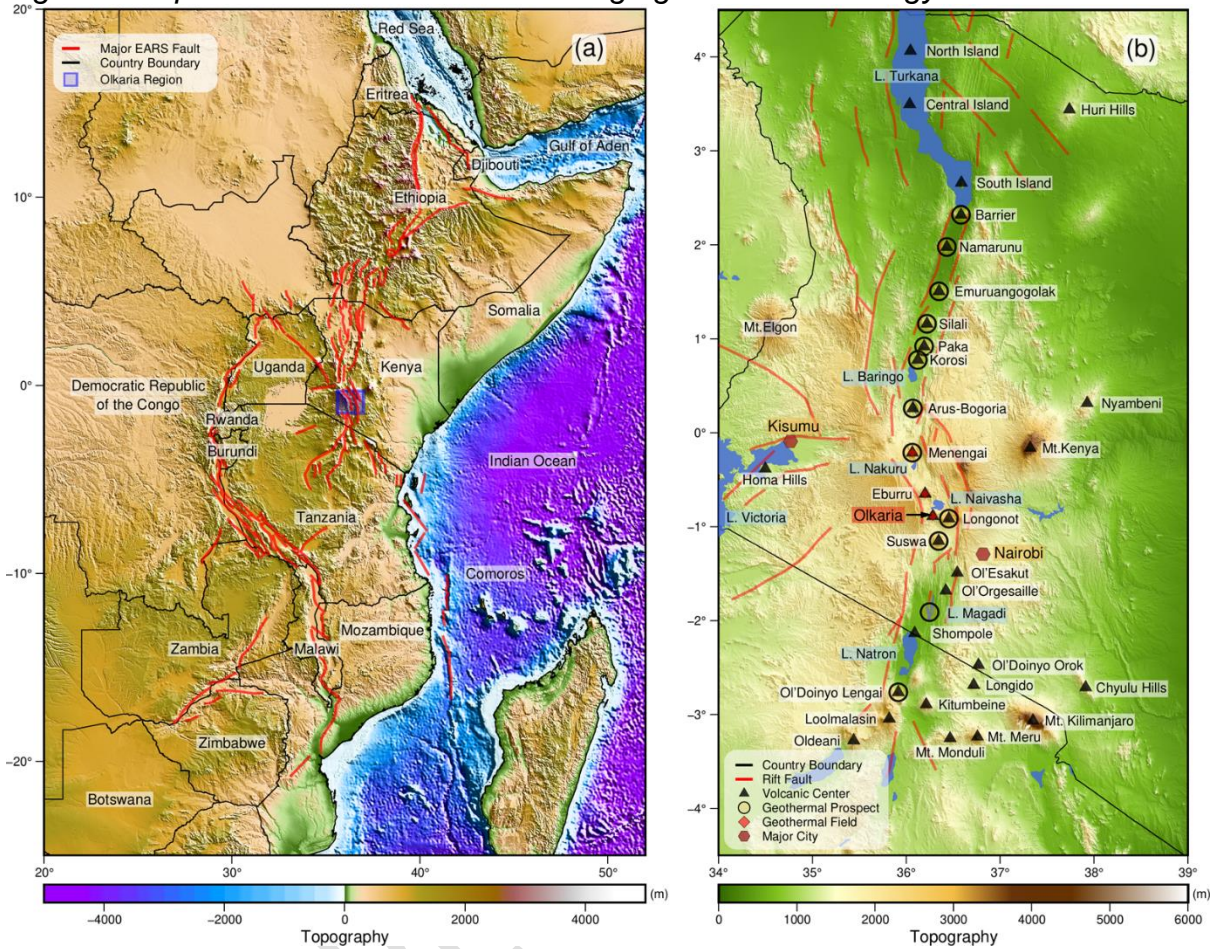 (a)
Major EARS Fault
Country Boundary
Olkaria Region
Red Sea
Eritrea
Djibouti
Gulf of Aden
Ethiopia
Somalia
Uganda
Kenya
Democratic Republic
of the Congo
Rwanda
Burundi
Indian Ocean
Tanzania
Comoros
Zambia
Malawi
Mozambique
Zimbabwe
Botswana
20°
10°
0°
−10°
−20°
20
30
40
50
−4000
−2000
0
2000
4000
(m)
Topography
(b)
North Island
L. Turkana
Central Island
Huri Hills
South Island
Barrier
Namarunu
Emuruangogolak
Silali
Mt.Elgon
Paka
Korosi
L. Baringo
Arus-Bogoria
Nyambeni
Kisumu
Menengai
Mt.Kenya
L. Nakuru
Homa Hills
Eburru
L. Naivasha
Olkaria
Longonot
L. Victoria
Suswa
Nairobi
Ol'Esakut
Ol'Orgesaille
L. Magadi
Shompole
L. Natron
Ol'Doinyo Orok
Ol'Doinyo Lengai
Longido
Chyulu Hills
Kitumbeine
Loolmalasin
Mt. Kilimanjaro
Oldeani
Mt. Meru
Mt. Monduli
Country Boundary
Rift Fault
Volcanic Center
Geothermal Prospect
Geothermal Field
Major City
4°
3°
2°
1°
0°
−1°
−2°
−3°
−4°
34°
35°
36°
37°
38°
39°
0
1000
2000
3000
4000
5000
6000
(m)
Topography